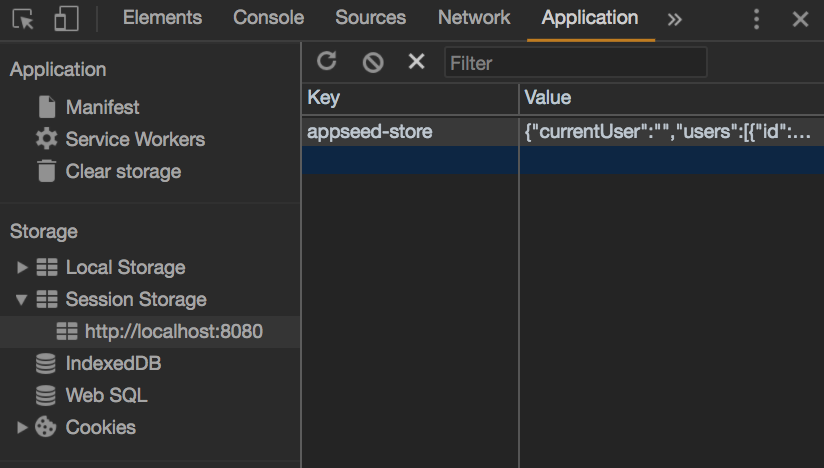 Elements Console Sources Network Application »
Application
Manifest
Service Workers
Clear storage
Storage
Local Storage
Session Storage
http://localhost:8080
IndexedDB
Web SQL
Cookies
Filter
Key Value
appseed-store {"currentUser":"","users":[{"id":...